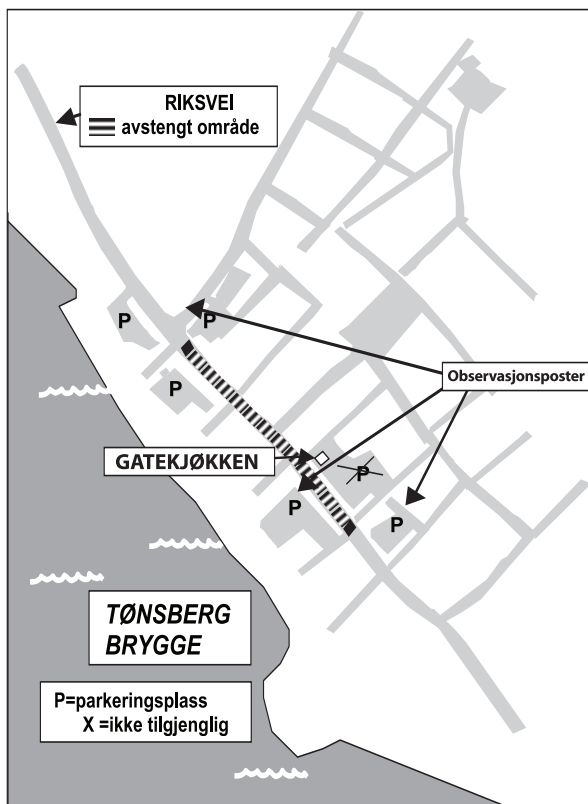 RIKSVEI
avstengt område
P
P
P
Observasjonsposter
GATEKJØKKEN
P
P
P
TØNSBERG
BRYGGE
P=parkeringsplass
X =ikke tilgjenglig